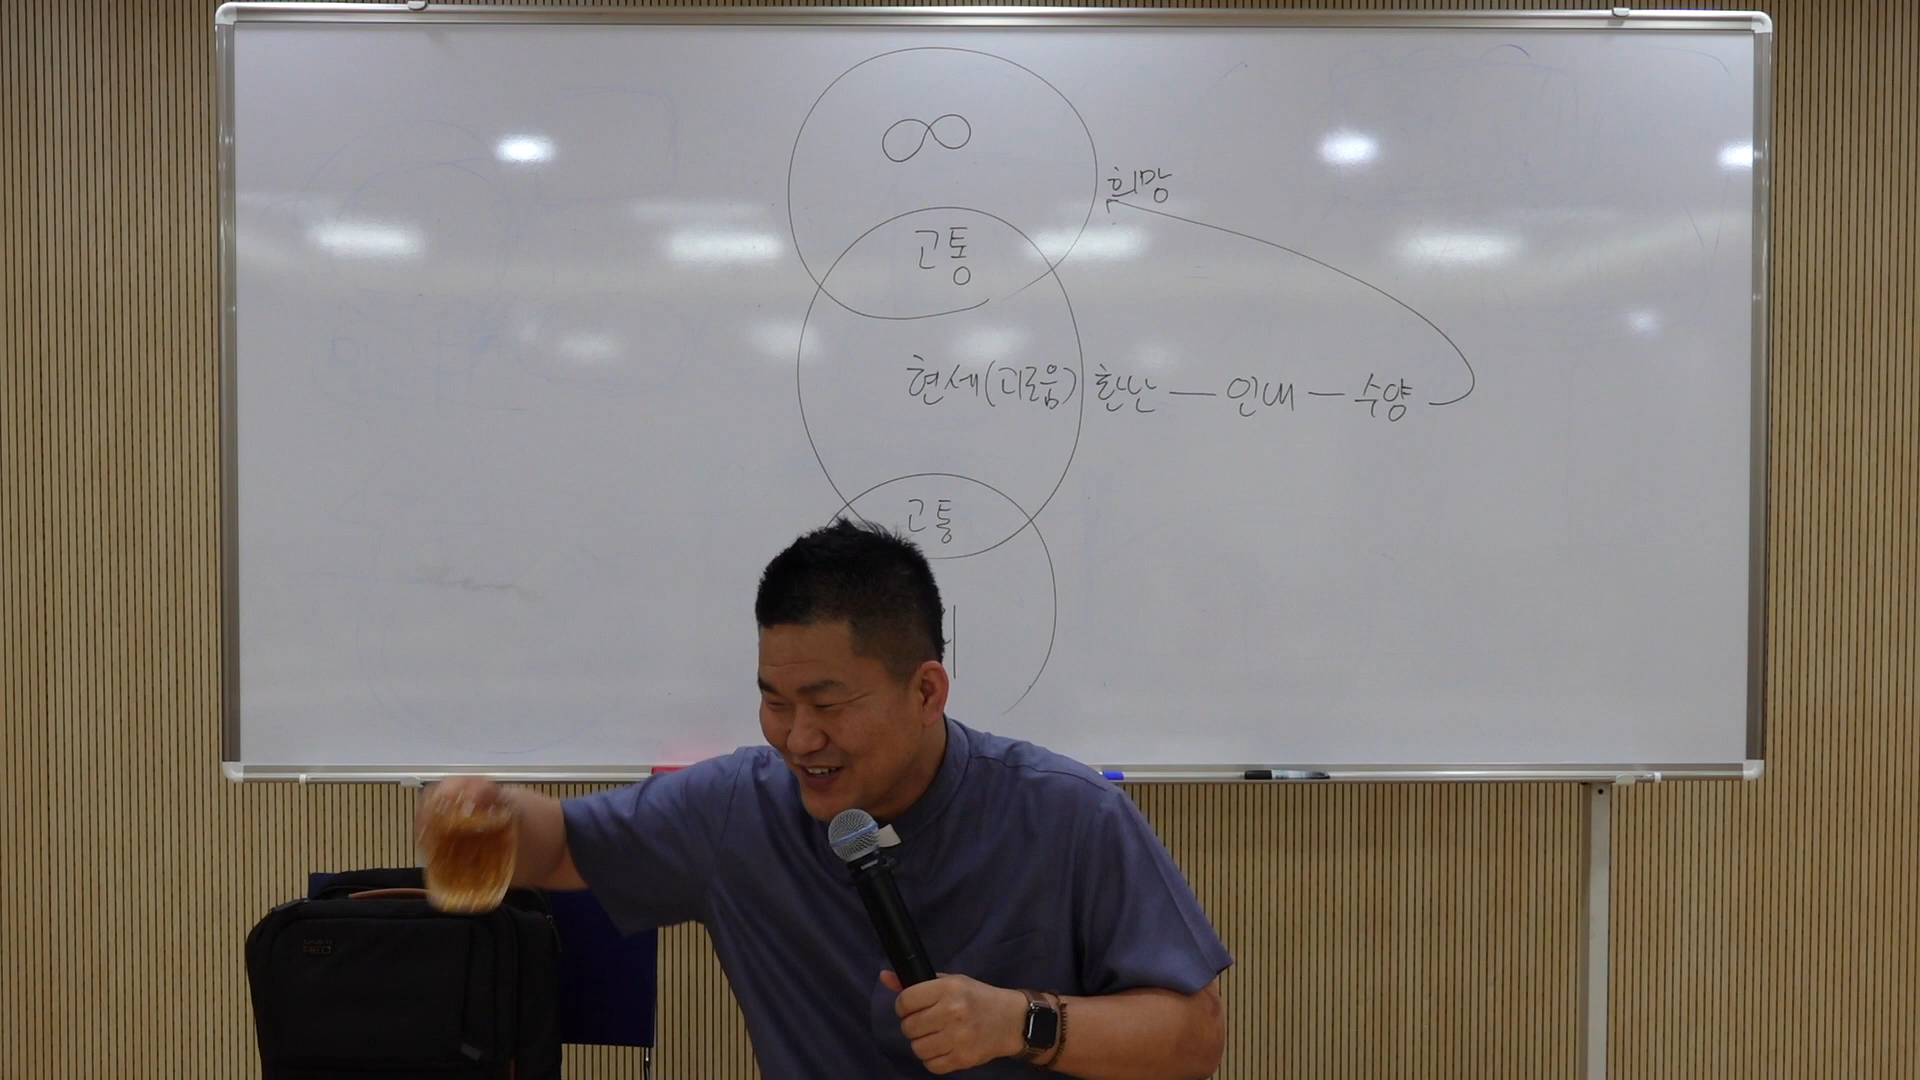 ∞
희망
고통
현세(괴로움) 환난 — 인내 — 수양
고통